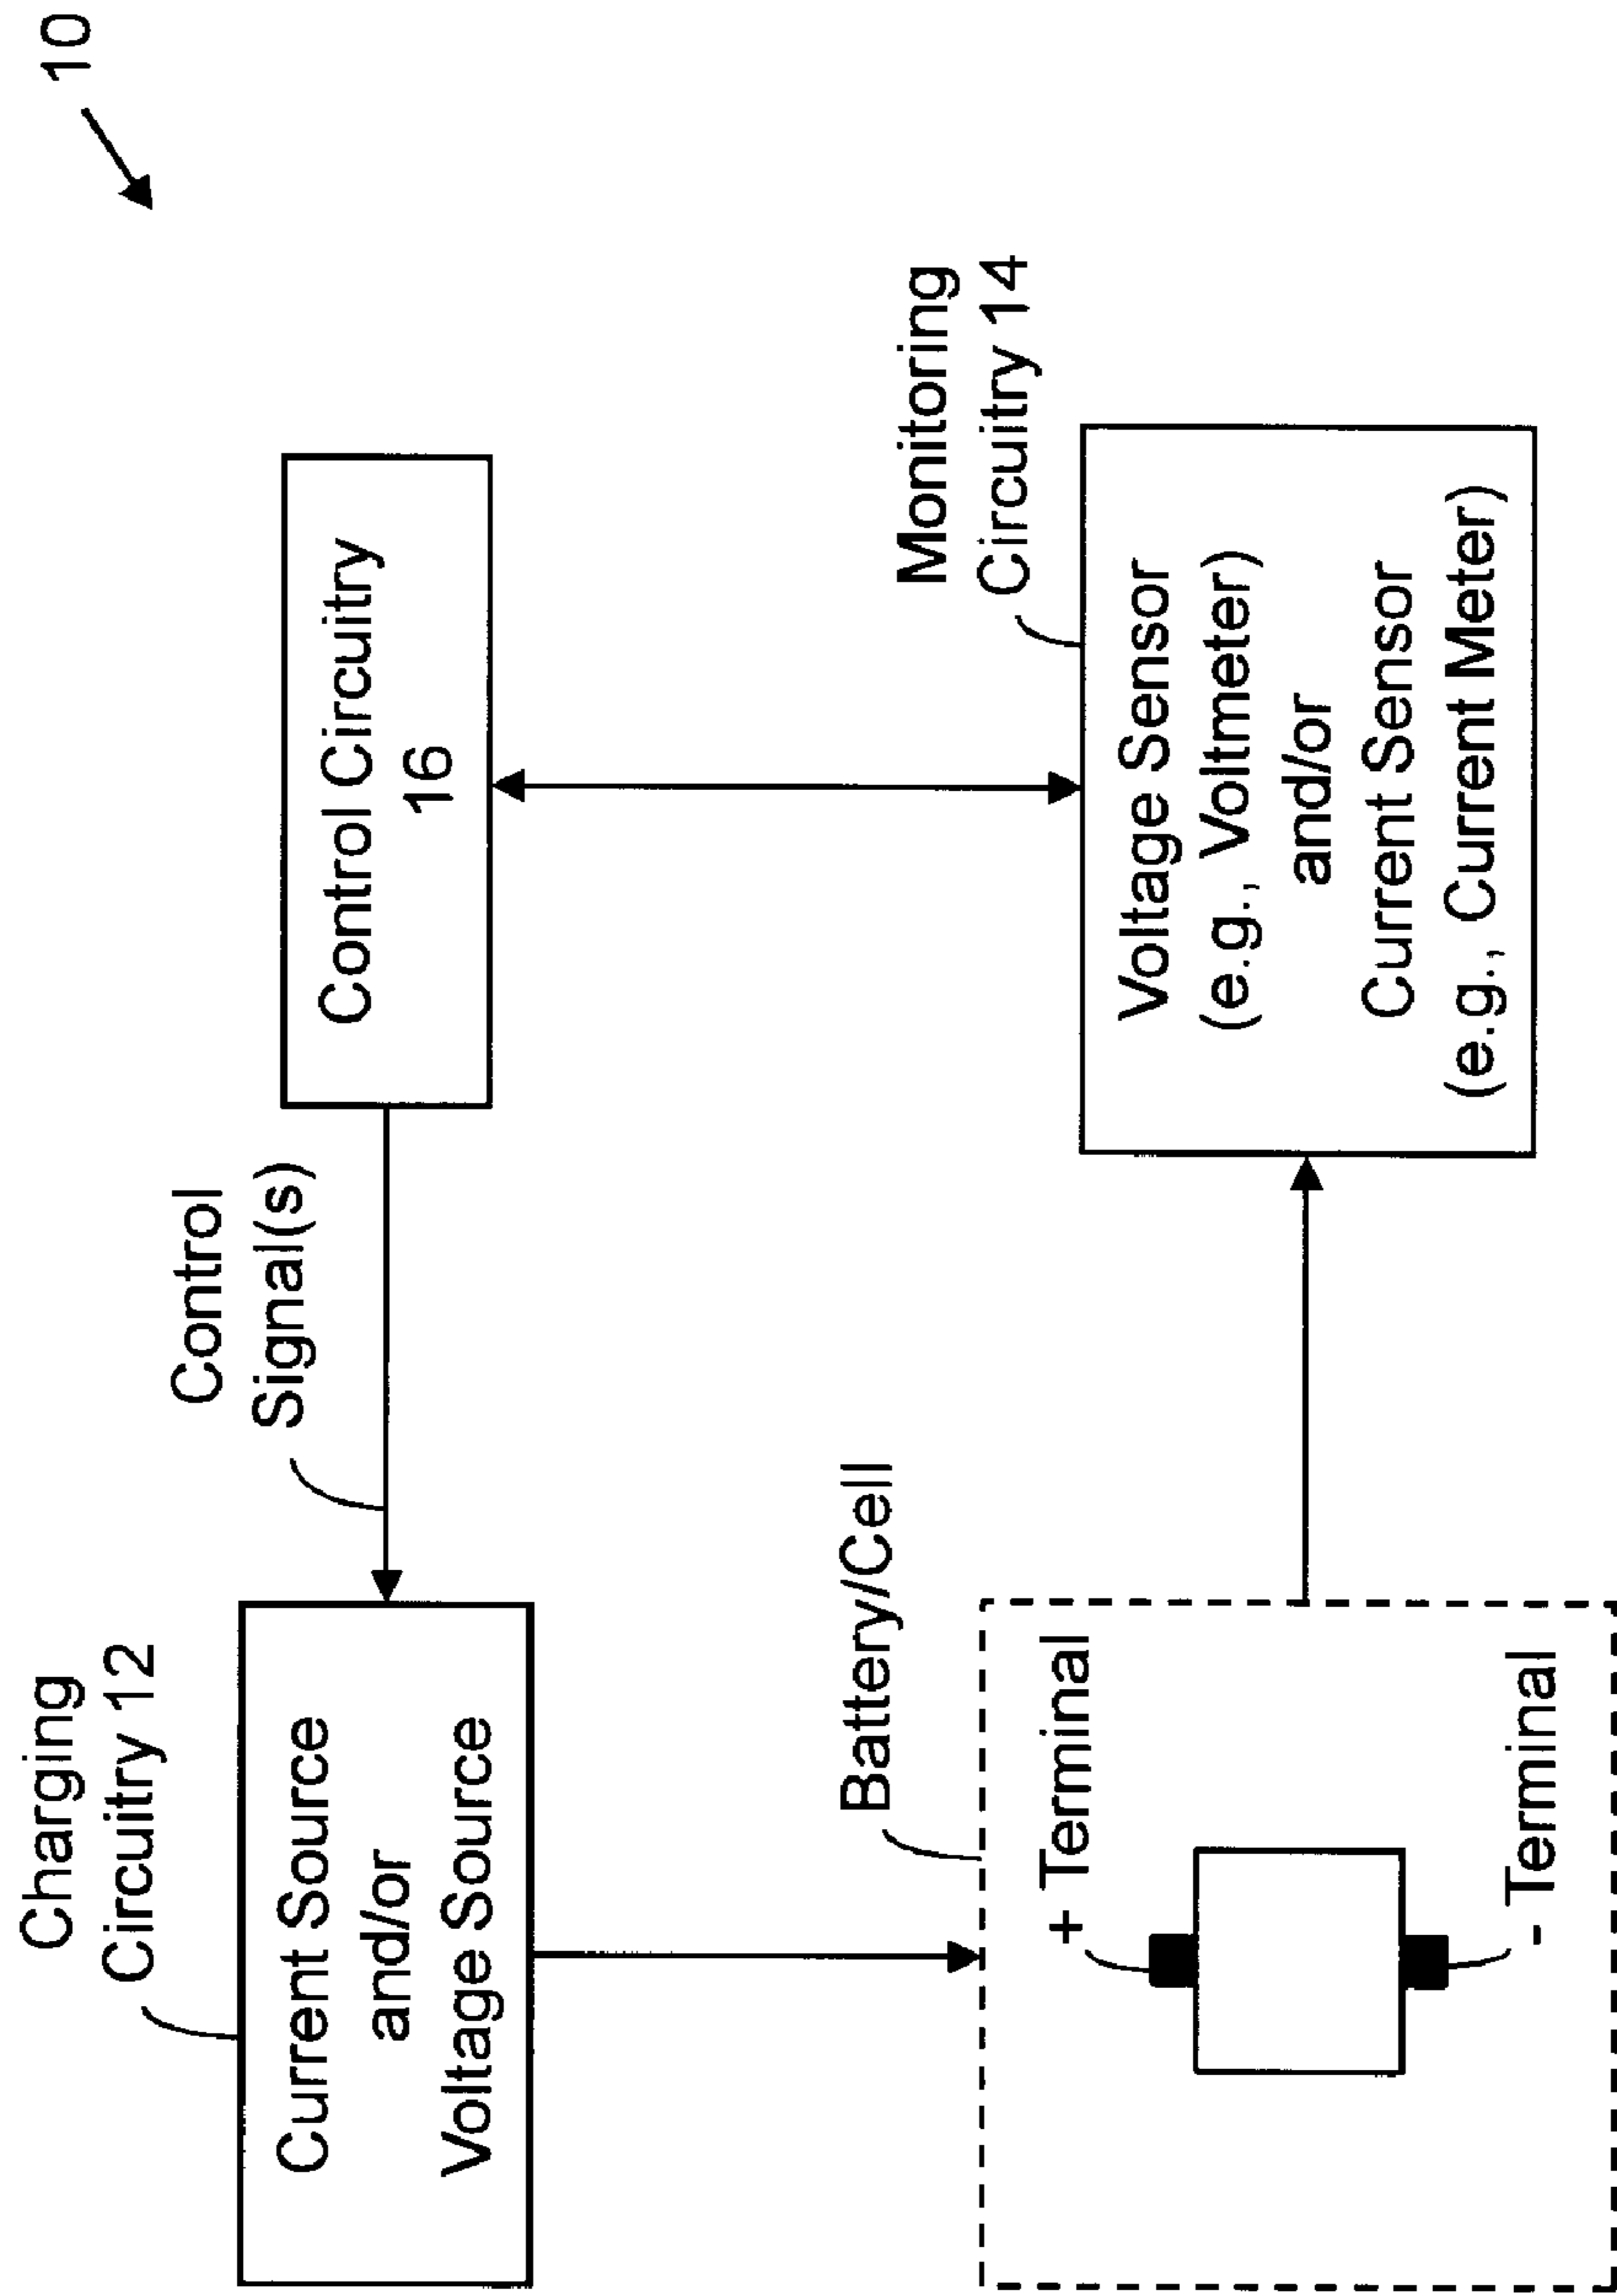 10
Charging
Circuitry 12
Current Source
and/or
Voltage Source
Control
Signal(s)
Control Circuitry
16
Battery/Cell
+ Terminal
- Terminal
Monitoring
Circuitry 14
Voltage Sensor
(e.g., Voltmeter)
and/or
Current Sensor
(e.g., Current Meter)